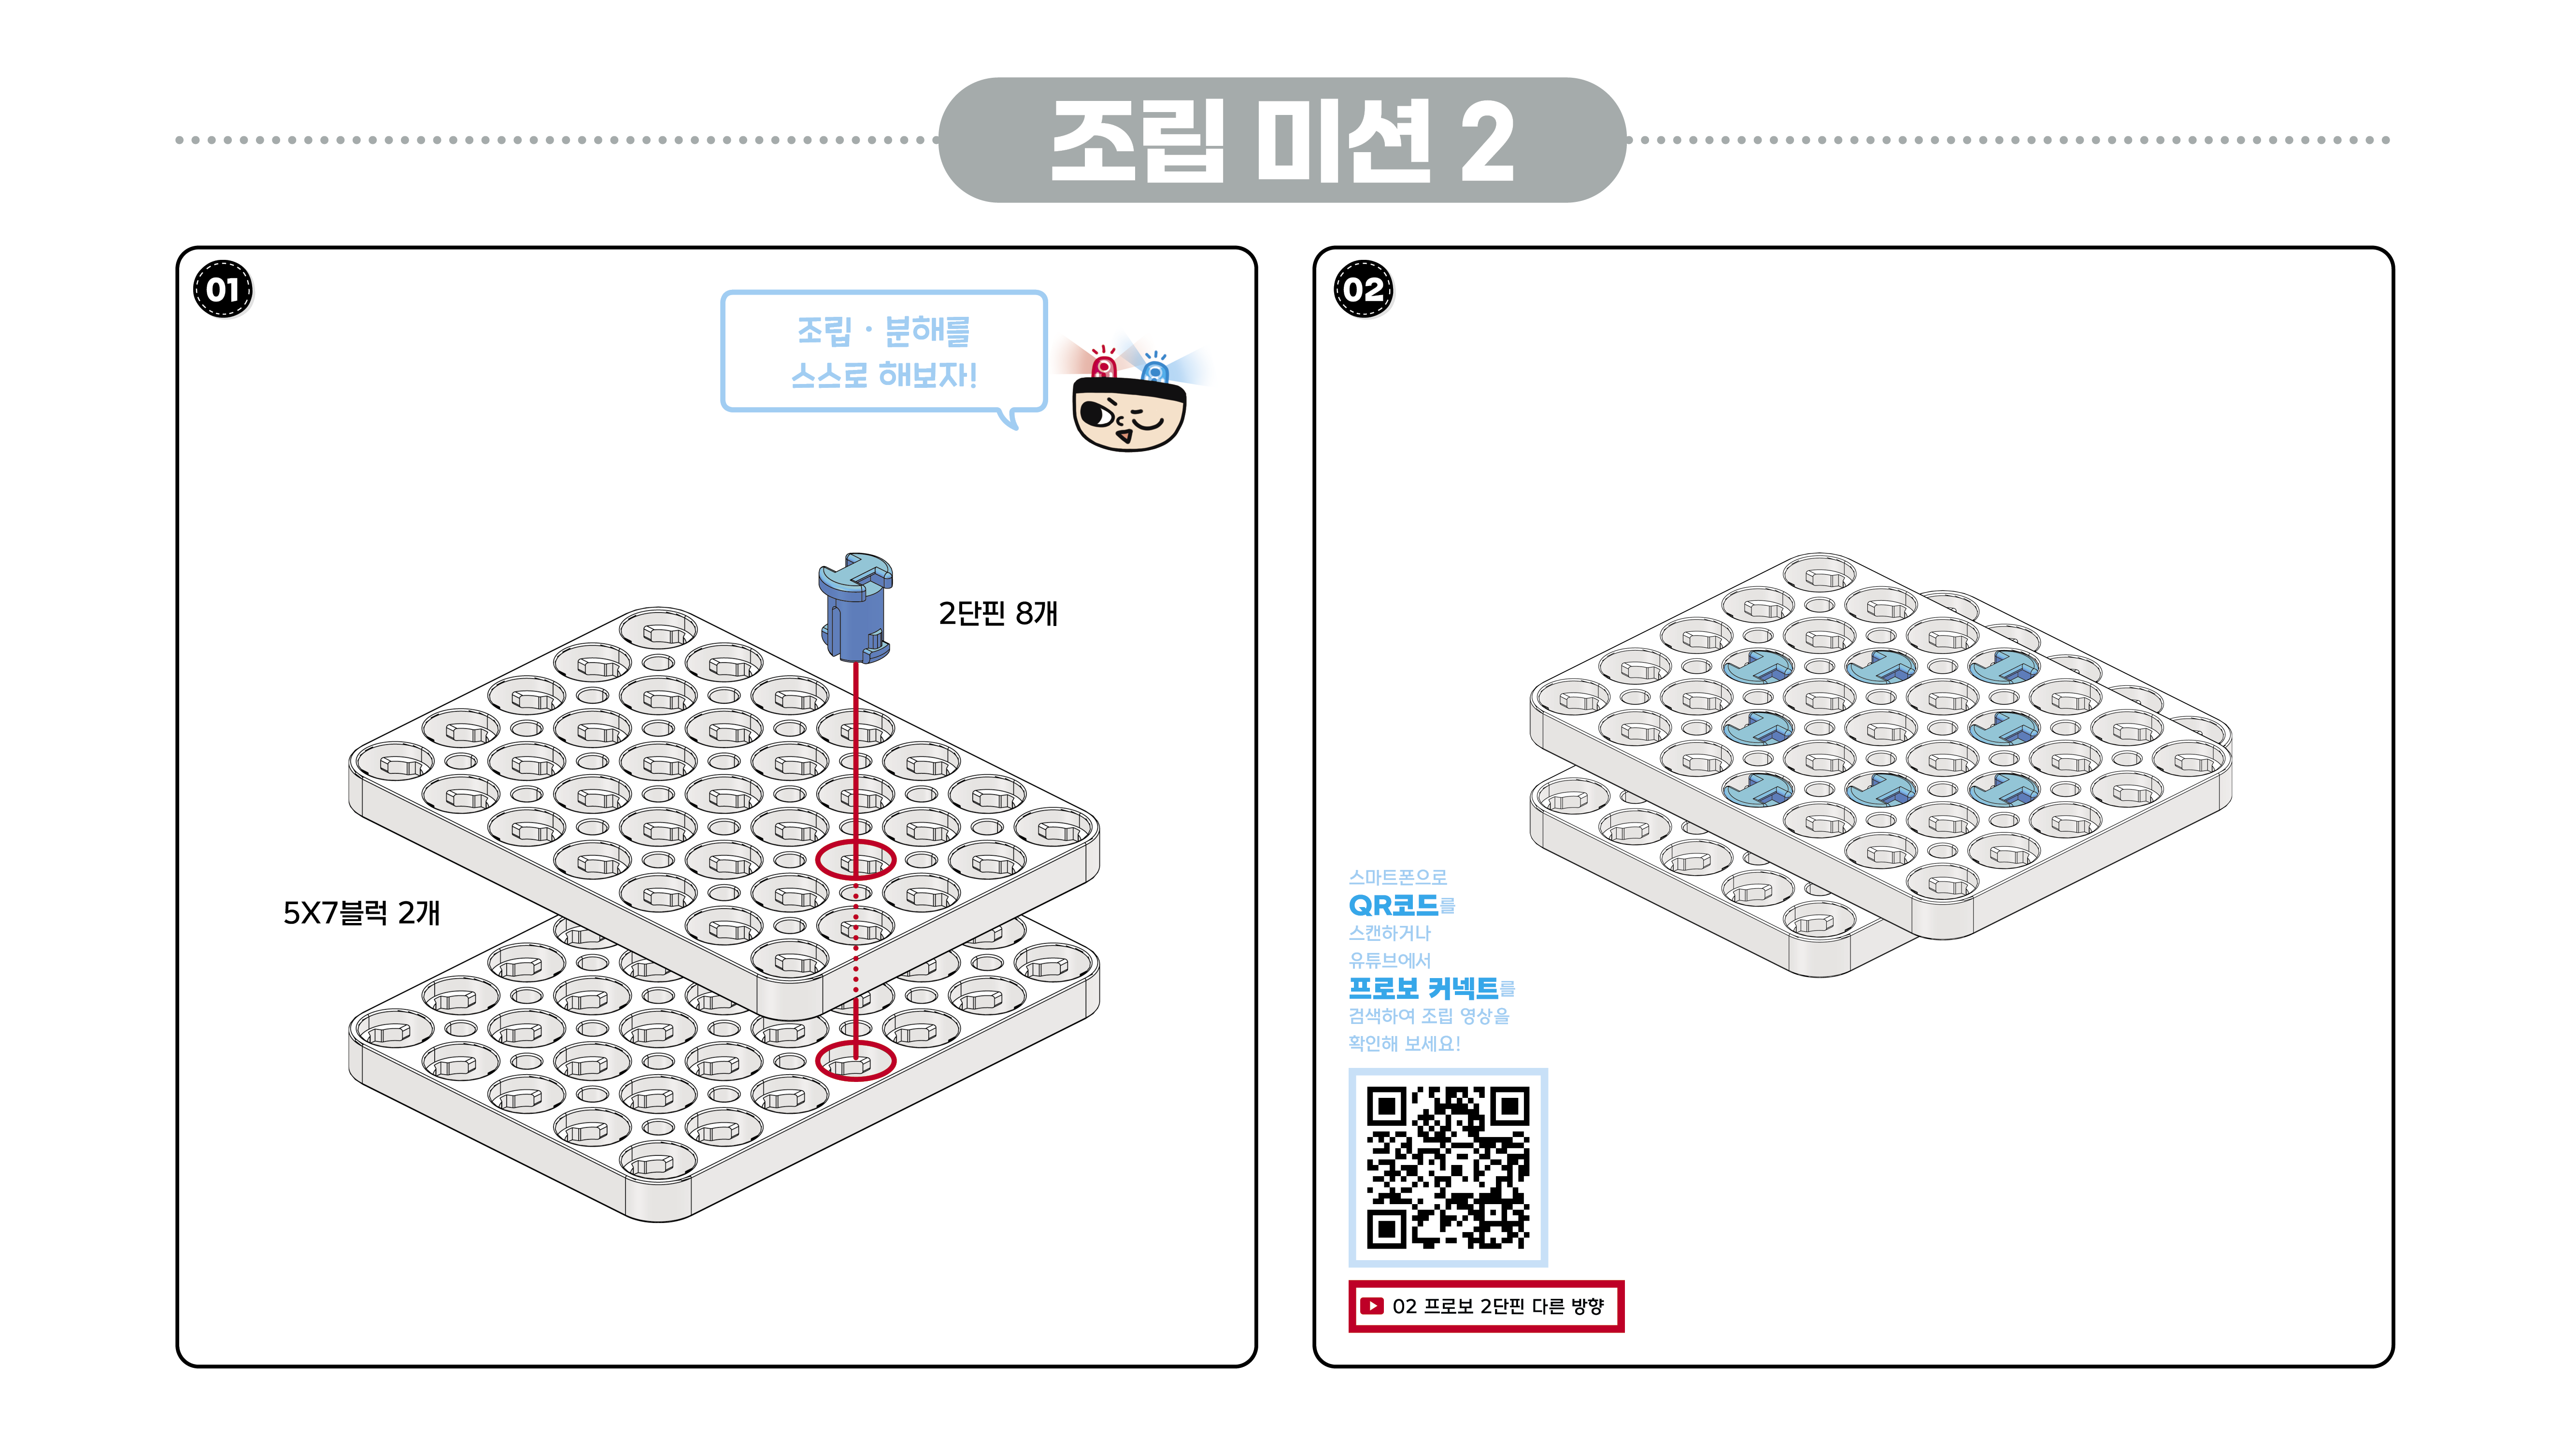 조립 미션 2
01
조립 · 분해를
스스로 해보자!
2단핀 8개
5X7블럭 2개
02
스마트폰으로
QR코드를
스캔하거나
유튜브에서
프로보 커넥트를
검색하여 조립 영상을
확인해 보세요!
02 프로보 2단핀 다른 방향